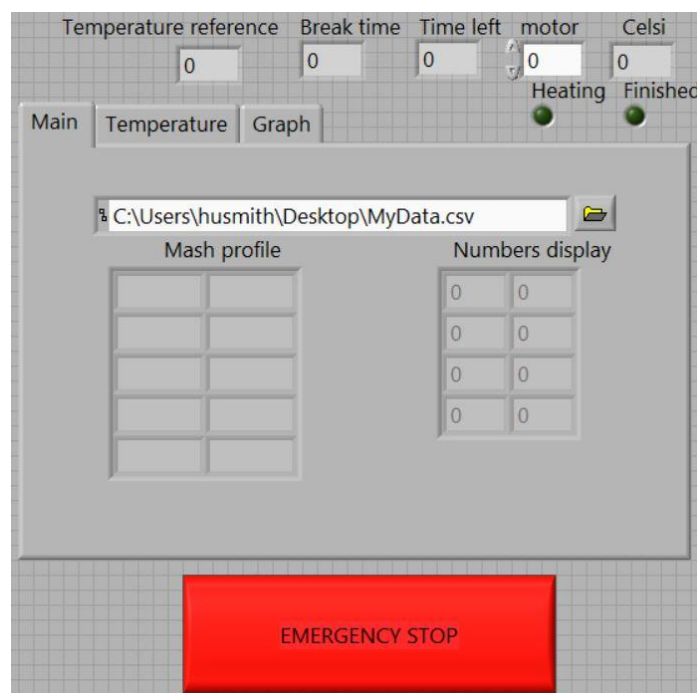 Temperature reference Break time Time left motor Celsi
0 0 0 0 0
Heating Finished
Main Temperature Graph
C:\Users\husmith\Desktop\MyData.csv
Mash profile Numbers display
0 0
0 0
0 0
0 0
EMERGENCY STOP